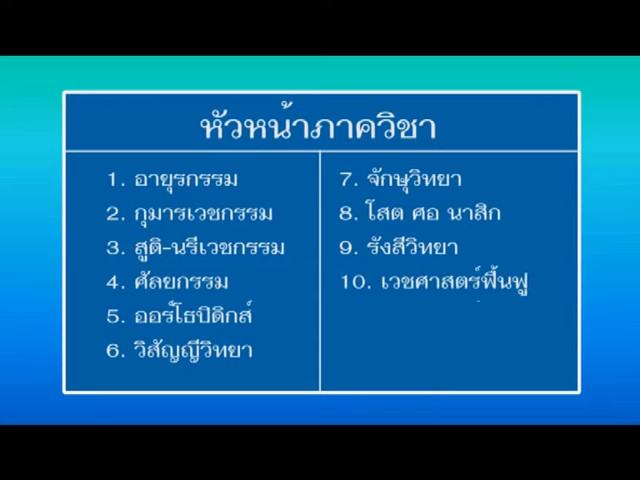 หัวหน้าภาควิชา
1. อายุรกรรม
2. กุมารเวชกรรม
3. สูติ-นรีเวชกรรม
4. ศัลยกรรม
5. ออร์โธปิดิกส์
6. วิสัญญีวิทยา
7. จักษุวิทยา
8. โสต ศอ นาสิก
9. รังสีวิทยา
10. เวชศาสตร์ฟื้นฟู